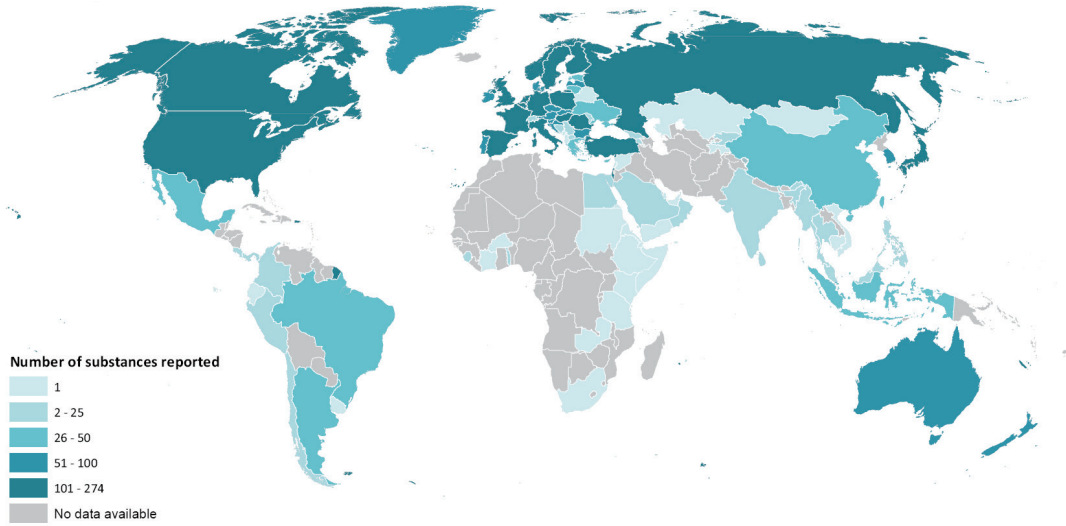 Number of substances reported
1
2 - 25
26 - 50
51 - 100
101 - 274
No data available